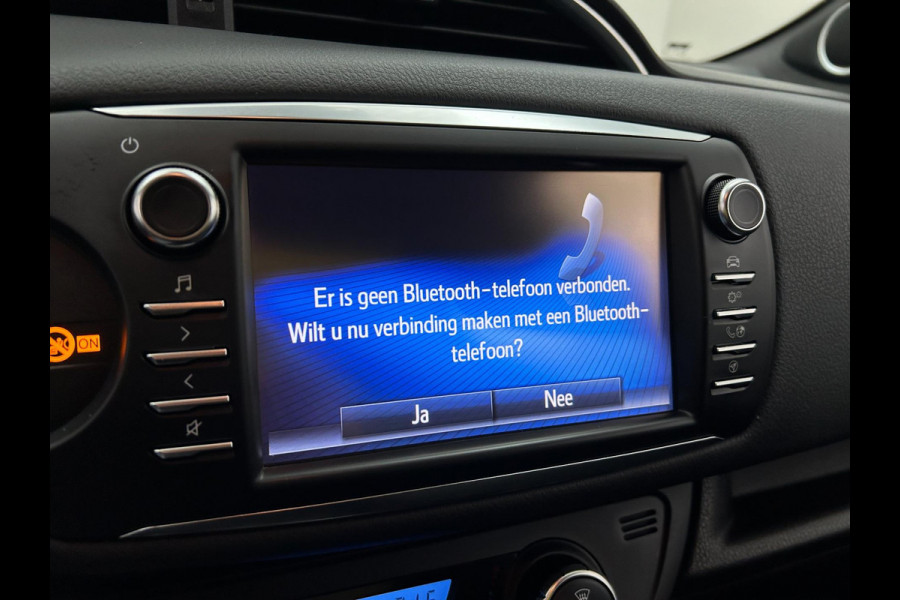 Er is geen Bluetooth-telefoon verbonden.
Wilt u nu verbinding maken met een Bluetooth-
telefoon?
Ja
Nee
ON